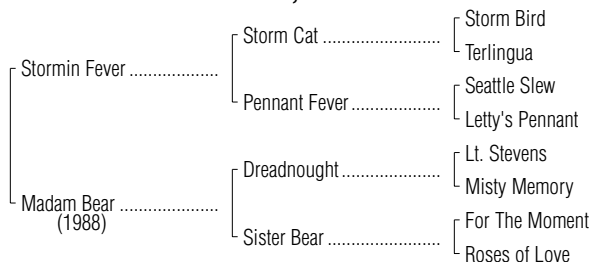 Storm Bird
Storm Cat ........................
Terlingua
Stormin Fever ..................
Seattle Slew
Pennant Fever ..................
Letty's Pennant
Lt. Stevens
Dreadnought ....................
Misty Memory
Madam Bear ....................
(1988)
For The Moment
Sister Bear .......................
Roses of Love